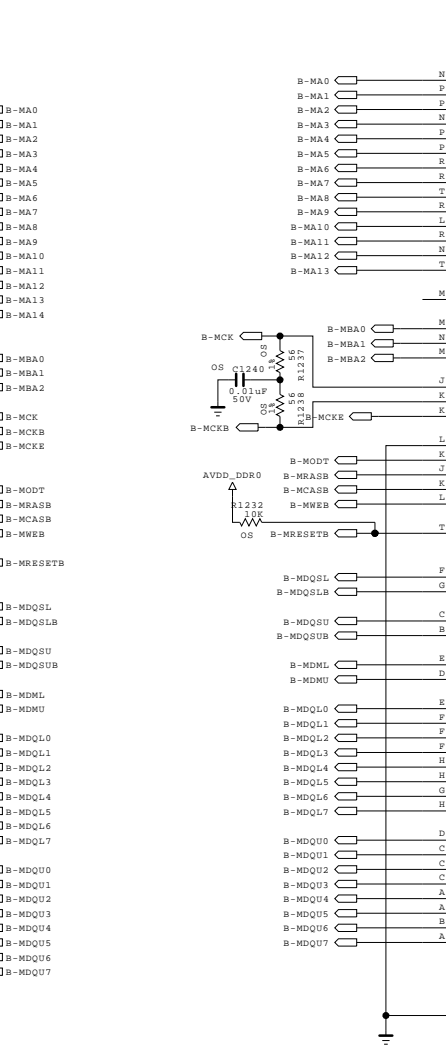 B-MA0
B-MA1
B-MA2
B-MA3
B-MA4
B-MA5
B-MA6
B-MA7
B-MA8
B-MA9
B-MA10
B-MA11
B-MA12
B-MA13
B-MA14
B-MBA0
B-MBA1
B-MBA2
B-MCK
B-MCKB
B-MCKE
B-MODT
B-MRASB
B-MCASB
B-MWEB
B-MRESETB
B-MDQSL
B-MDQSLB
B-MDQSU
B-MDQSUB
B-MDML
B-MDMU
B-MDQL0
B-MDQL1
B-MDQL2
B-MDQL3
B-MDQL4
B-MDQL5
B-MDQL6
B-MDQL7
B-MDQU0
B-MDQU1
B-MDQU2
B-MDQU3
B-MDQU4
B-MDQU5
B-MDQU6
B-MDQU7
B-MA0 N
B-MA1 P
B-MA2 P
B-MA3 N
B-MA4 P
B-MA5 P
B-MA6 R
B-MA7 R
B-MA8 T
B-MA9 R
B-MA10 L
B-MA11 R
B-MA12 N
B-MA13 T
M
B-MBA0 M
B-MBA1 N
B-MBA2 M
B-MCK
J
OS
1%
56
R1237
OS C1240
0.01uF
50V
OS
1%
56
R1238
B-MCKB
K
B-MCKE K
L
B-MODT K
B-MRASB J
B-MCASB K
B-MWEB L
AVDD_DDR0
R1232
10K
OS
B-MRESETB T
B-MDQSL F
B-MDQSLB G
B-MDQSU C
B-MDQSUB B
B-MDML E
B-MDMU D
B-MDQL0 E
B-MDQL1 F
B-MDQL2 F
B-MDQL3 F
B-MDQL4 H
B-MDQL5 H
B-MDQL6 G
B-MDQL7 H
B-MDQU0 D
B-MDQU1 C
B-MDQU2 C
B-MDQU3 C
B-MDQU4 A
B-MDQU5 A
B-MDQU6 B
B-MDQU7 A